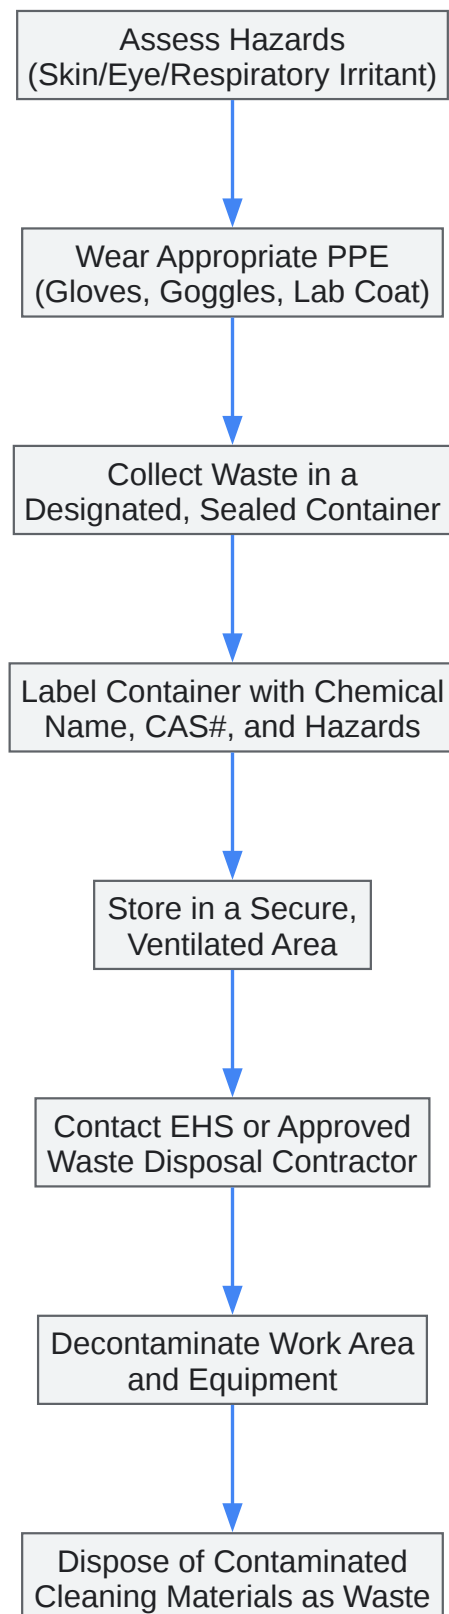 Assess Hazards
(Skin/Eye/Respiratory Irritant)
Wear Appropriate PPE
(Gloves, Goggles, Lab Coat)
Collect Waste in a
Designated, Sealed Container
Label Container with Chemical
Name, CAS#, and Hazards
Store in a Secure,
Ventilated Area
Contact EHS or Approved
Waste Disposal Contractor
Decontaminate Work Area
and Equipment
Dispose of Contaminated
Cleaning Materials as Waste